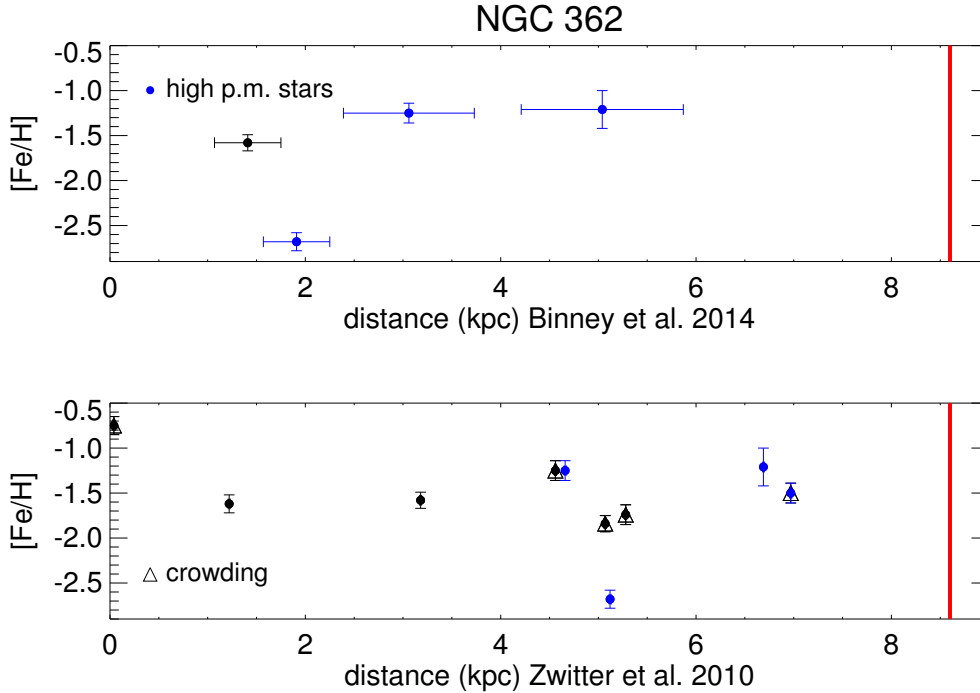 NGC 362
-0.5
-1.0
-1.5
-2.0
-2.5
[Fe/H]
high p.m. stars
0 2 4 6 8
distance (kpc) Binney et al. 2014
-0.5
-1.0
-1.5
-2.0
-2.5
[Fe/H]
crowding
0 2 4 6 8
distance (kpc) Zwitter et al. 2010